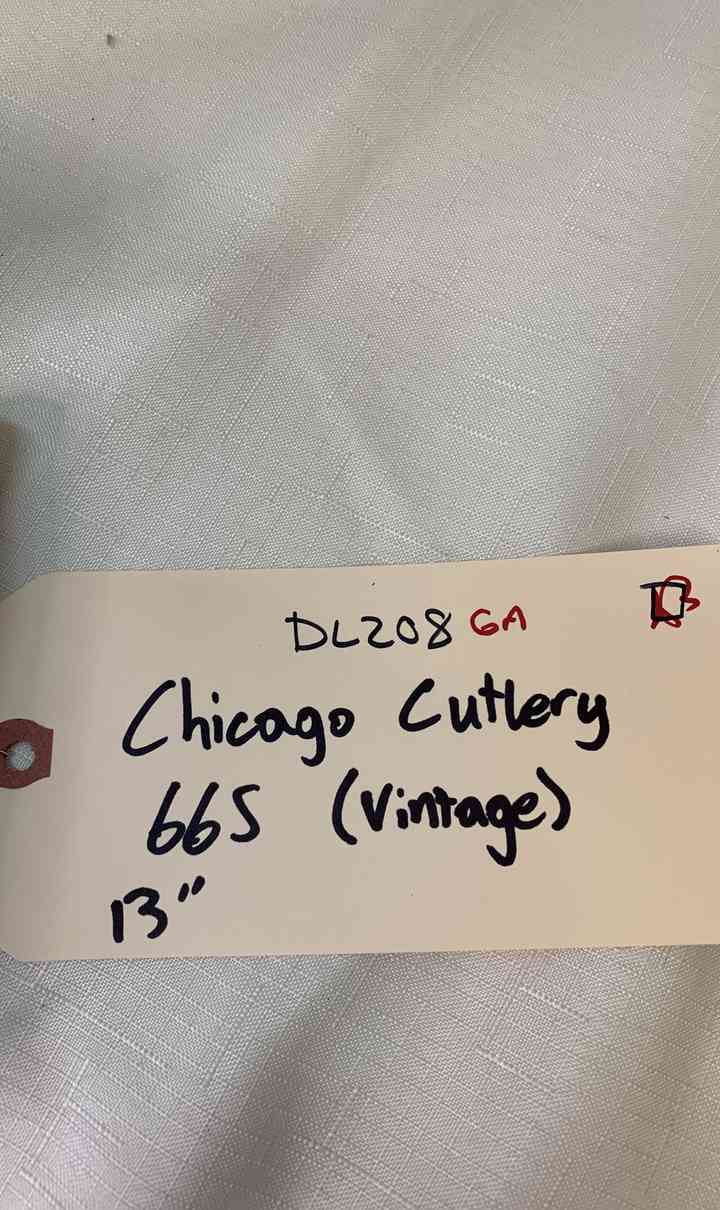 DL208 GA
Chicago Cutlery
66S (Vintage)
13"